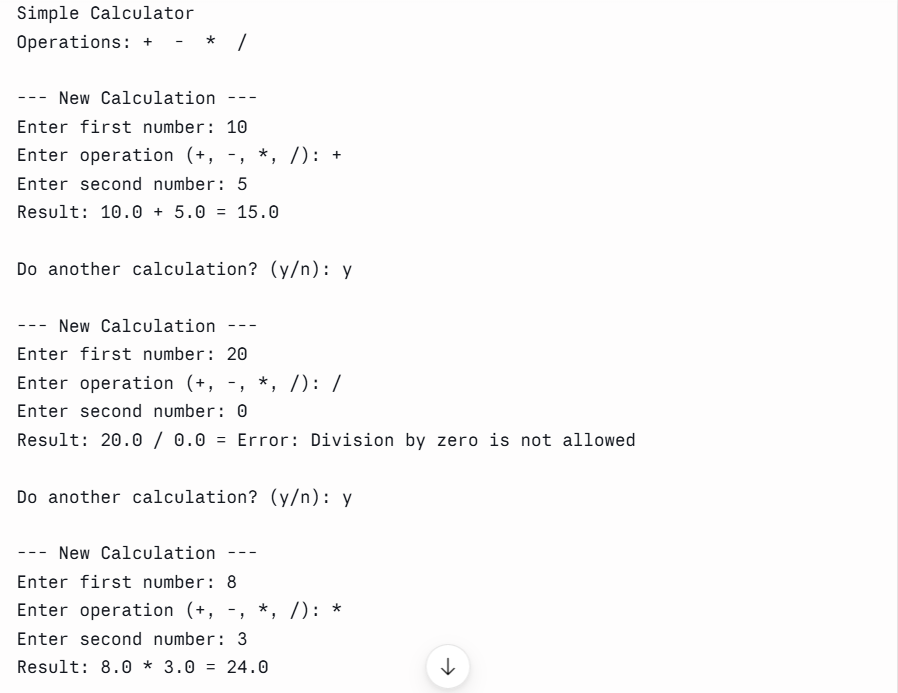 Simple Calculator
Operations: +  -  *  /
--- New Calculation ---
Enter first number: 10
Enter operation (+, -, *, /): +
Enter second number: 5
Result: 10.0 + 5.0 = 15.0
Do another calculation? (y/n): y
--- New Calculation ---
Enter first number: 20
Enter operation (+, -, *, /): /
Enter second number: 0
Result: 20.0 / 0.0 = Error: Division by zero is not allowed
Do another calculation? (y/n): y
--- New Calculation ---
Enter first number: 8
Enter operation (+, -, *, /): *
Enter second number: 3
Result: 8.0 * 3.0 = 24.0